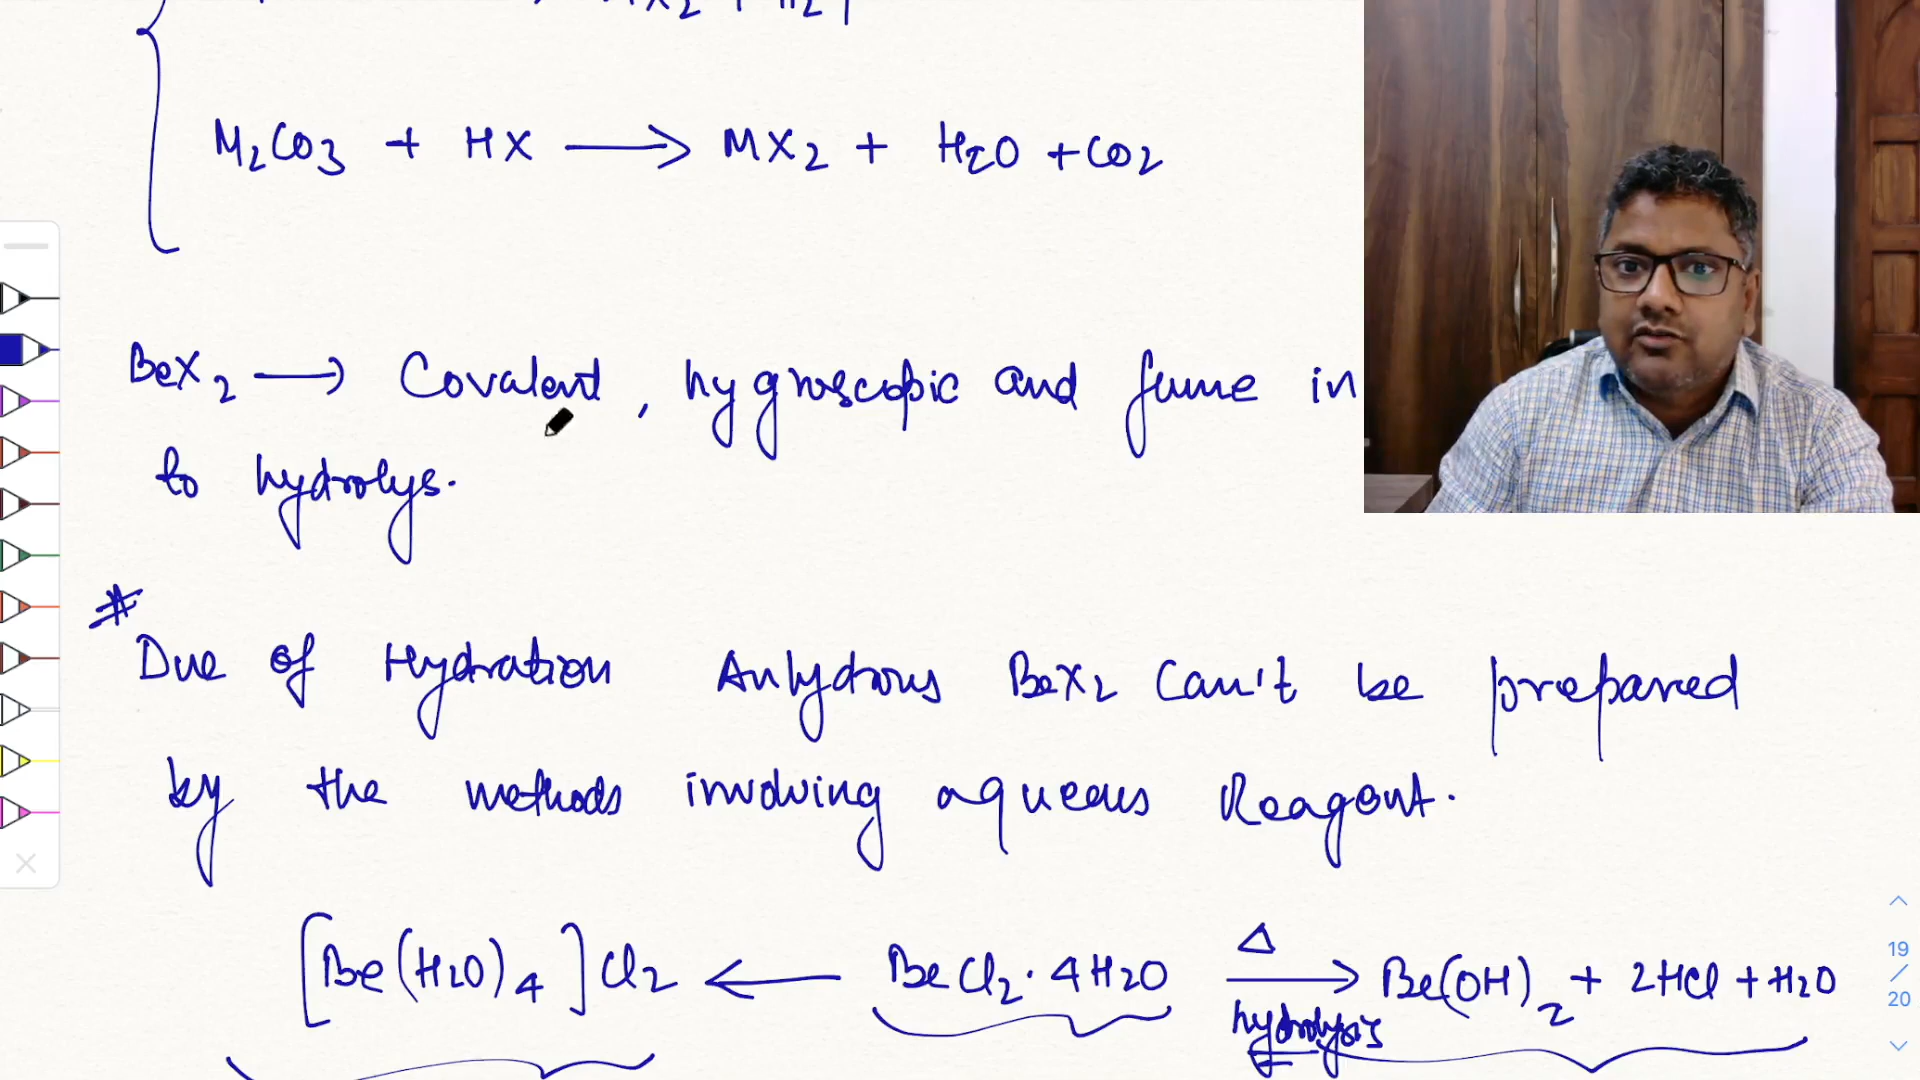 M₂CO₃ + HX ⟶ MX₂ + H₂O + CO₂
BeX₂ ⟶ Covalent, hygroscopic and fume in
to hydrolys.
*
Due of Hydration Anhydrous BeX₂ Can't be prepared
by the methods involving aqueous Reagent.
[Be(H₂O)₄]Cl₂ ⟵ BeCl₂·4H₂O ⟶ Δ hydrolysis Be(OH)₂ + 2HCl + H₂O
19
/
20